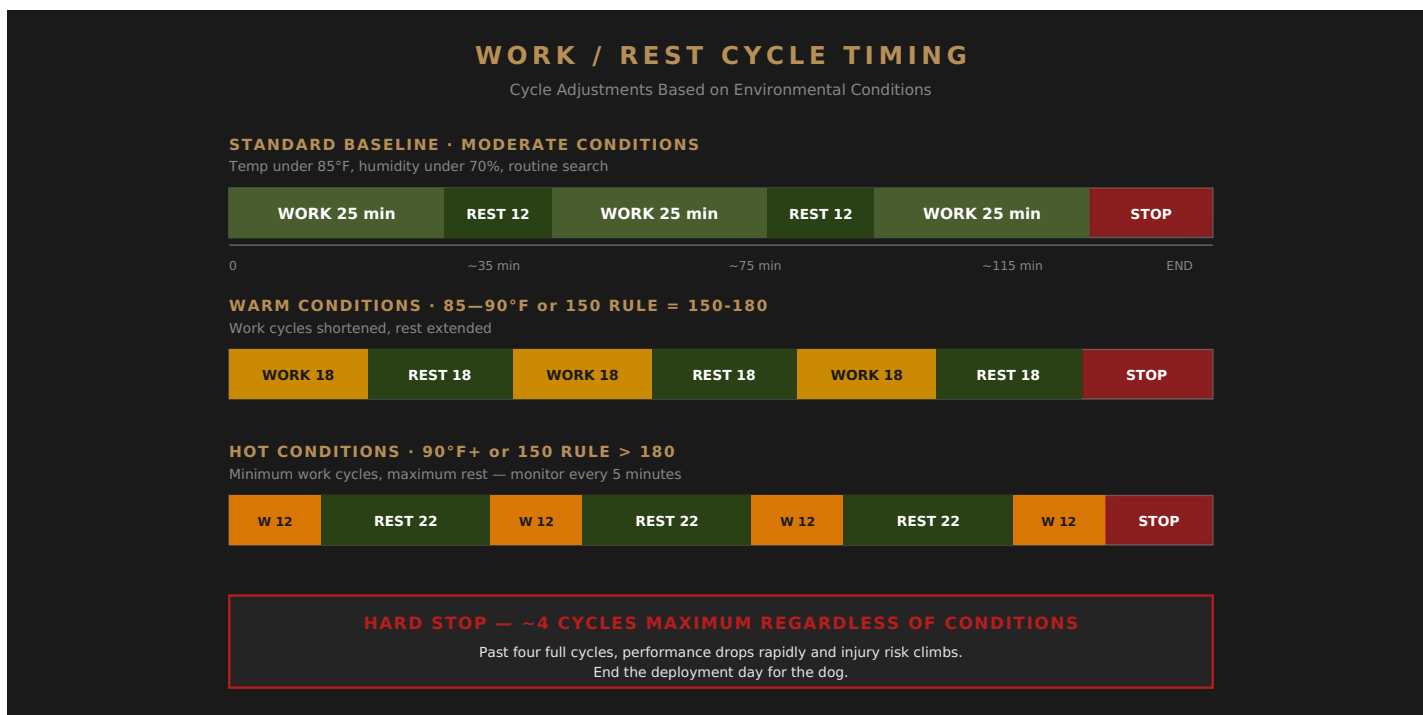 WORK / REST CYCLE TIMING
Cycle Adjustments Based on Environmental Conditions
STANDARD BASELINE · MODERATE CONDITIONS
Temp under 85°F, humidity under 70%, routine search
WORK 25 min REST 12 WORK 25 min REST 12 WORK 25 min STOP
0 ~35 min ~75 min ~115 min END
WARM CONDITIONS · 85—90°F or 150 RULE = 150-180
Work cycles shortened, rest extended
WORK 18 REST 18 WORK 18 REST 18 WORK 18 REST 18 STOP
HOT CONDITIONS · 90°F+ or 150 RULE > 180
Minimum work cycles, maximum rest — monitor every 5 minutes
W 12 REST 22 W 12 REST 22 W 12 REST 22 W 12 STOP
HARD STOP — ~4 CYCLES MAXIMUM REGARDLESS OF CONDITIONS
Past four full cycles, performance drops rapidly and injury risk climbs.
End the deployment day for the dog.